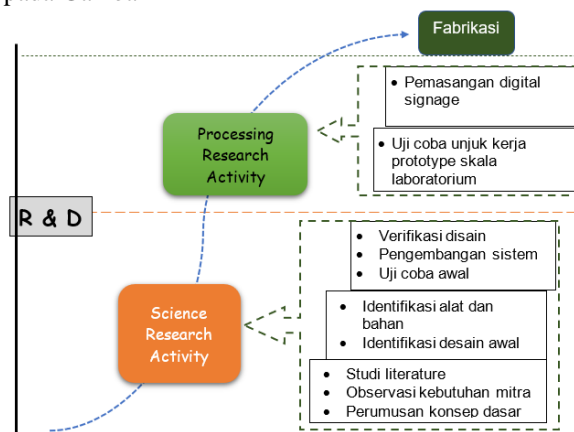 Fabrikasi
• Pemasangan digital
signage
• Uji coba unjuk kerja
prototype skala
laboratorium
Processing
Research
Activity
R & D
• Verifikasi disain
• Pengembangan sistem
• Uji coba awal
• Identifikasi alat dan
bahan
• Identifikasi desain awal
• Studi literature
• Observasi kebutuhan mitra
• Perumusan konsep dasar
Science
Research
Activity